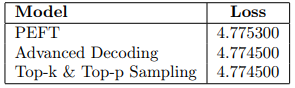 Model Loss
PEFT 4.775300
Advanced Decoding 4.774500
Top-k & Top-p Sampling 4.774500